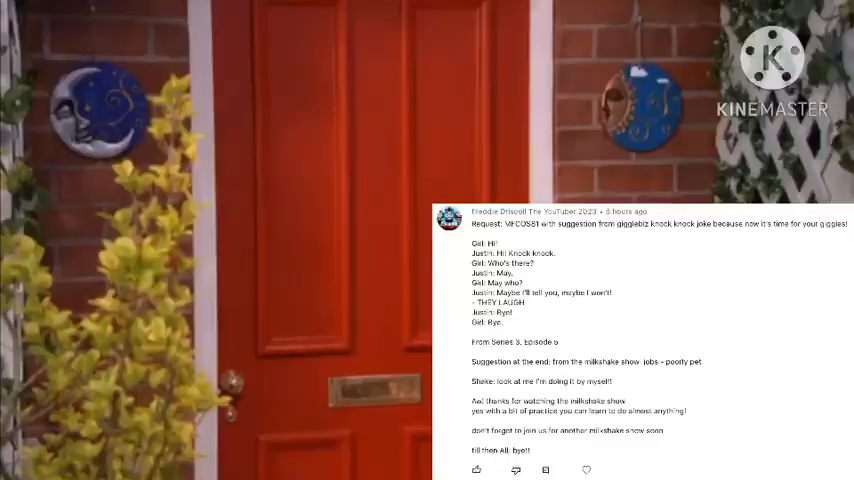 KINEMASTER
Freddie Driscoll The YouTuber 2023 • 6 hours ago
Request: MFCOS81 with suggestion from gigglebiz knock knock joke because now it's time for your giggles!
Girl: Hi!
Justin: Hi! Knock knock.
Girl: Who's there?
Justin: May.
Girl: May who?
Justin: Maybe I'll tell you, maybe I won't!
- THEY LAUGH
Justin: Bye!
Girl: Bye.
From Series 3, Episode 5
Suggestion at the end: from the milkshake show jobs - poorly pet
Shake: look at me I'm doing it by myself!
Aa! thanks for watching the milkshake show
yes with a bit of practice you can learn to do almost anything!
don't forget to join us for another milkshake show soon
till then All: bye!!